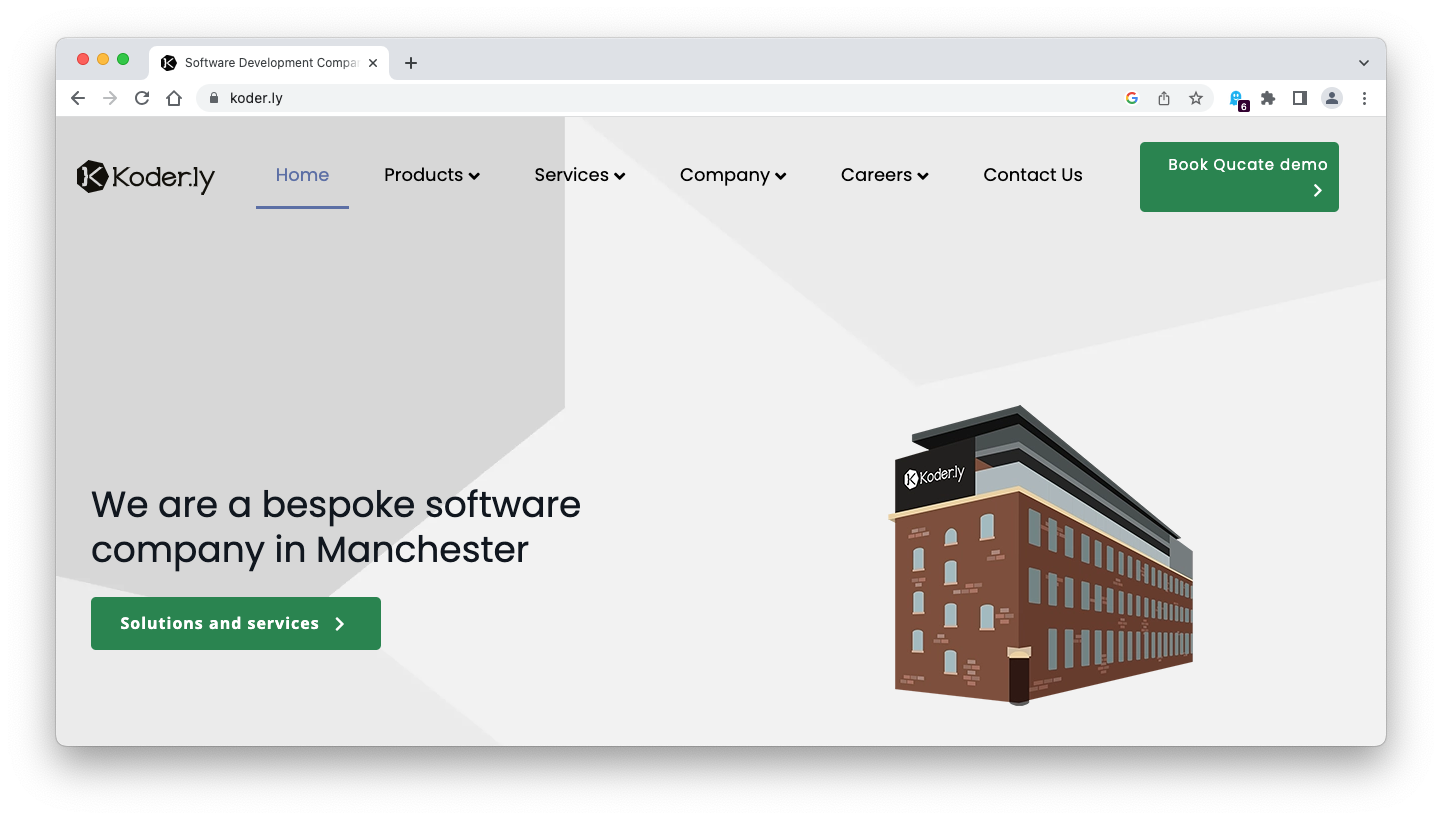 Software Development Compa
koder.ly
6
Koder.ly
Home
Products
Services
Company
Careers
Contact Us
Book Qucate demo
Koder.ly
We are a bespoke software
company in Manchester
Solutions and services